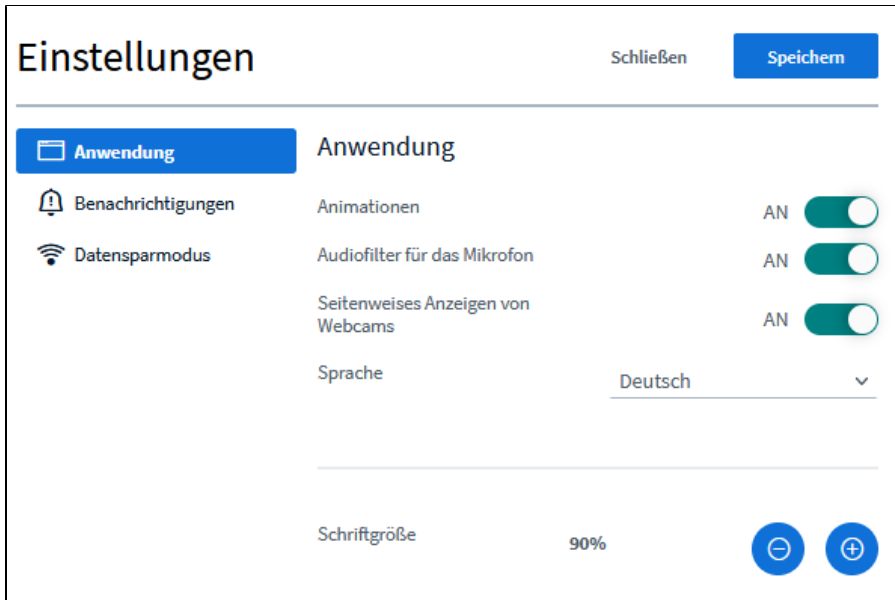 Einstellungen
Schließen
Speichern
Anwendung
Benachrichtigungen
Datensparmodus
Anwendung
Animationen
AN
Audiofilter für das Mikrofon
AN
Seitenweises Anzeigen von
Webcams
AN
Sprache
Deutsch
Schriftgröße
90%